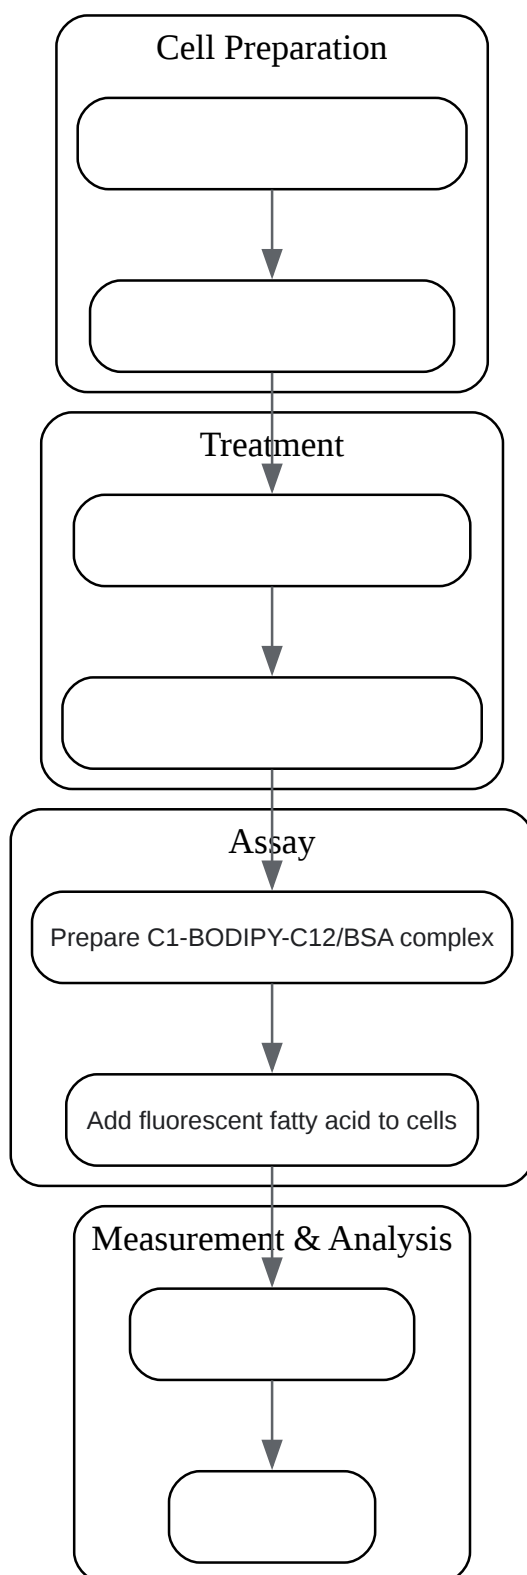 Cell Preparation
Treatment
Assay
Prepare C1-BODIPY-C12/BSA complex
Add fluorescent fatty acid to cells
Measurement & Analysis